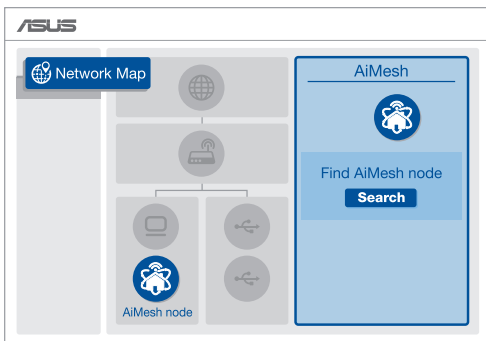 ASUS
Network Map
AiMesh
Find AiMesh node
Search
AiMesh node